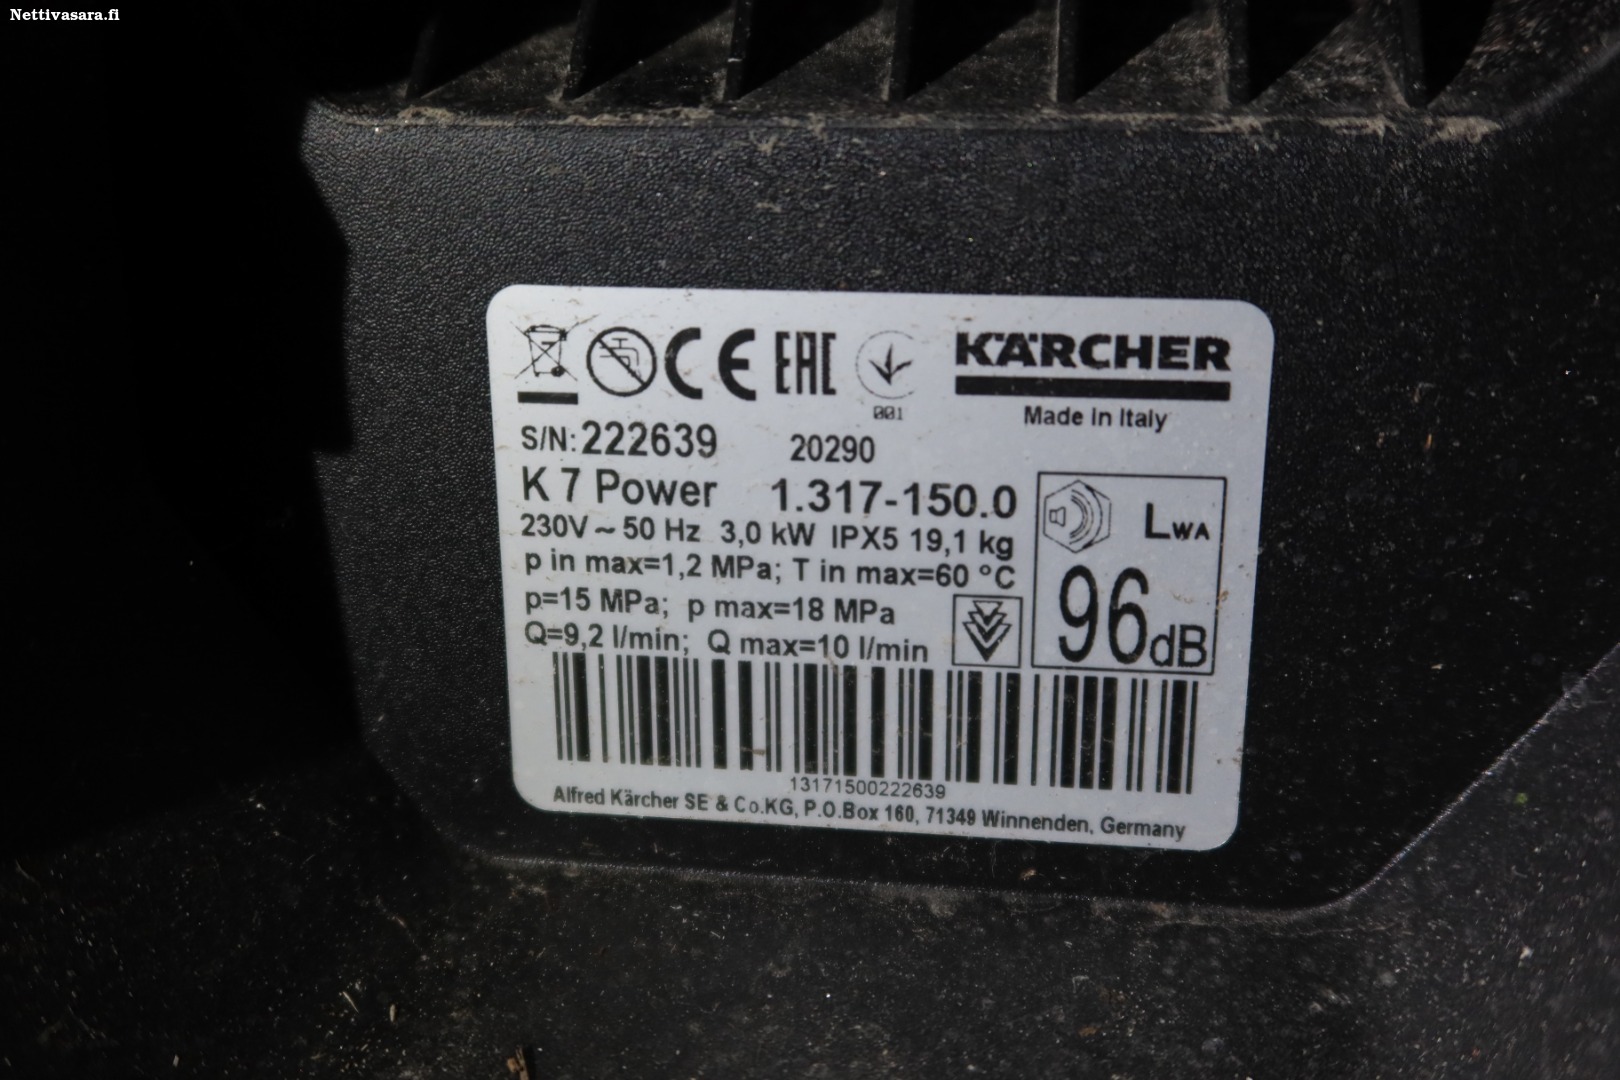 Nettivasara.fi
CE EAC
001
KÄRCHER
Made in Italy
S/N: 222639 20290
K 7 Power 1.317-150.0
230V ~ 50 Hz 3,0 kW IPX5 19,1 kg
p in max=1,2 MPa; T in max=60 °C
p=15 MPa; p max=18 MPa
Q=9,2 l/min; Q max=10 l/min
LWA
96dB
13171500222639
Alfred Kärcher SE & Co.KG, P.O.Box 160, 71349 Winnenden, Germany